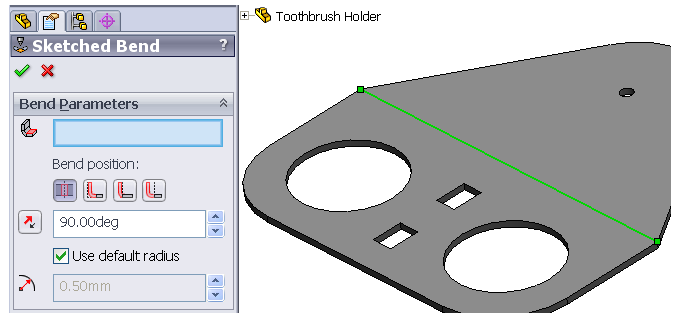 Toothbrush Holder
Sketched Bend ?
Bend Parameters
Bend position:
90.00deg
Use default radius
0.50mm